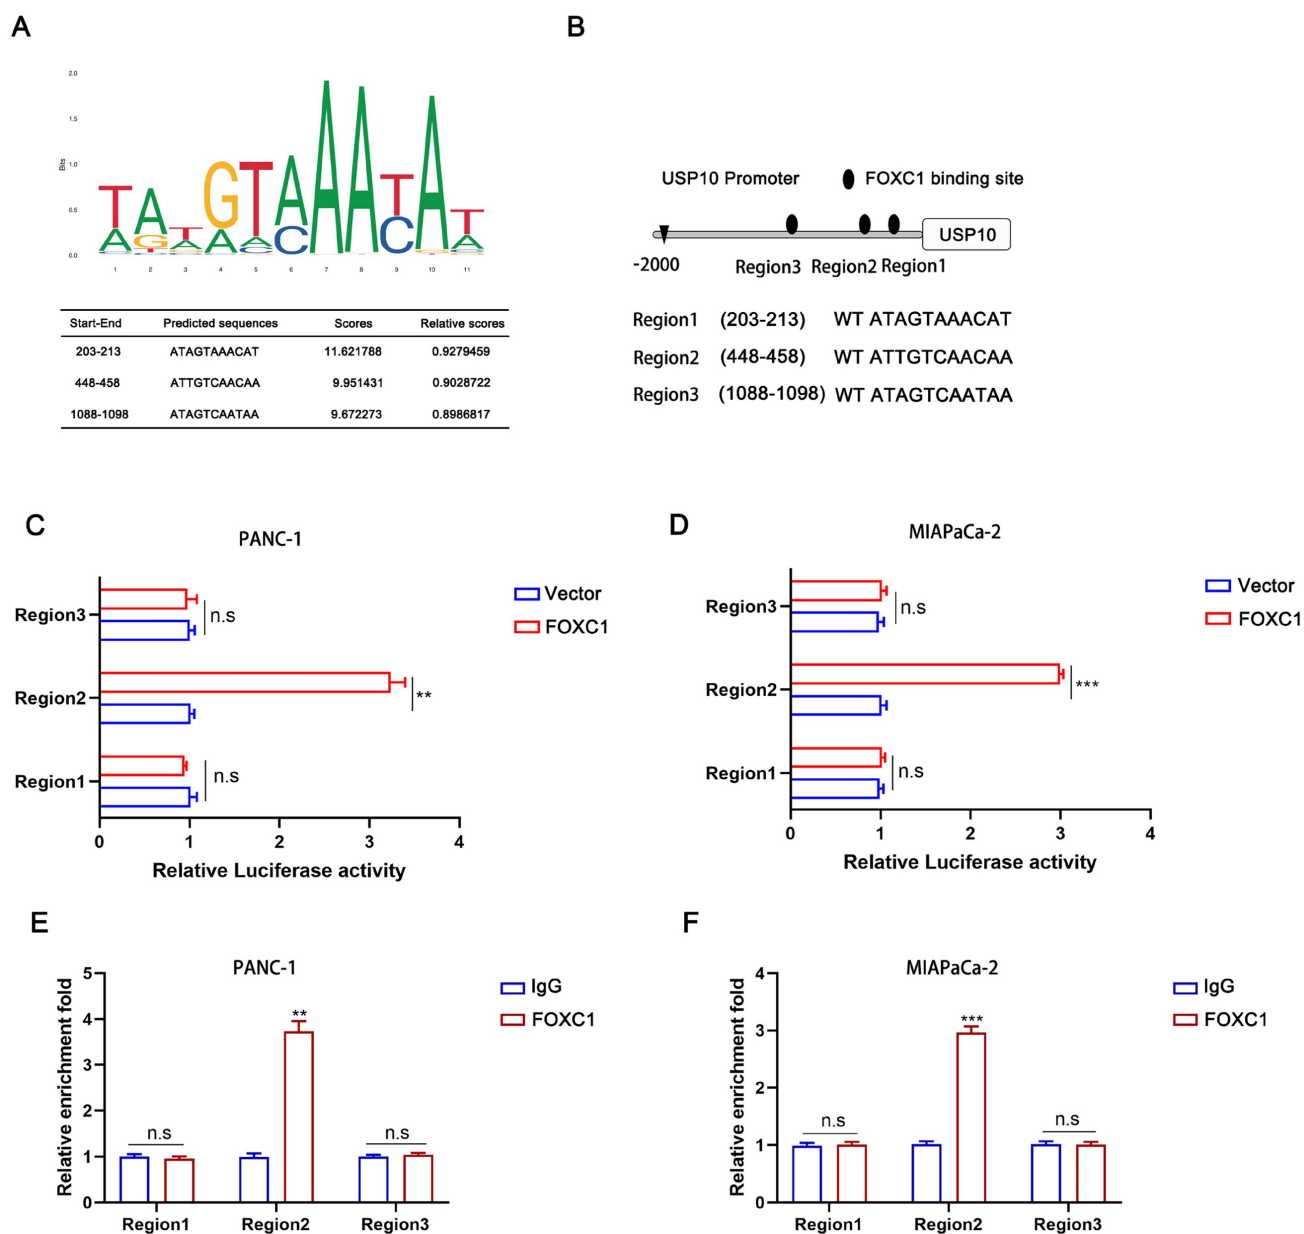 A
2.0
1.5
1.0
0.5
0.0
Bits
1 2 3 4 5 6 7 8 9 10 11
Start-End Predicted sequences Scores Relative scores
203-213 ATAGTAAACAT 11.621788 0.9279459
448-458 ATTGTCAACAA 9.951431 0.9028722
1088-1098 ATAGTCAATAA 9.672273 0.8986817
B
USP10 Promoter FOXC1 binding site
USP10
-2000 Region3 Region2 Region1
Region1 (203-213) WT ATAGTAAACAT
Region2 (448-458) WT ATTGTCAACAA
Region3 (1088-1098) WT ATAGTCAATAA
C
PANC-1
Region3
Region2
Region1
n.s
**
n.s
Vector
FOXC1
0 1 2 3 4
Relative Luciferase activity
D
MIAPaCa-2
Region3
Region2
Region1
n.s
***
n.s
Vector
FOXC1
0 1 2 3 4
Relative Luciferase activity
E
PANC-1
Relative enrichment fold
5
4
3
2
1
0
n.s
**
n.s
IgG
FOXC1
Region1 Region2 Region3
F
MIAPaCa-2
Relative enrichment fold
4
3
2
1
0
n.s
***
n.s
IgG
FOXC1
Region1 Region2 Region3